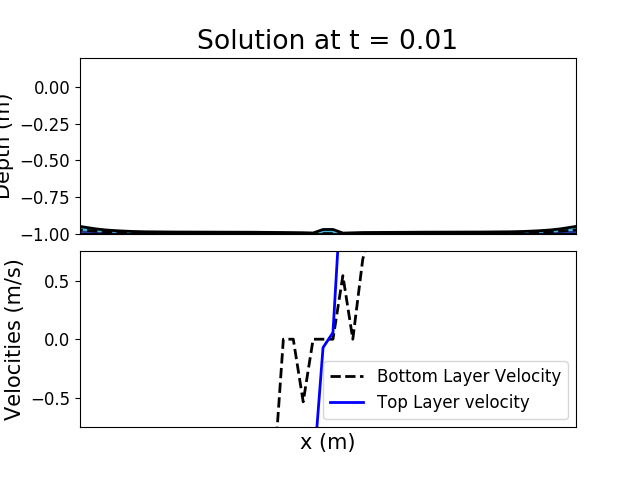 Solution at t = 0.01
Depth (m)
0.00
−0.25
−0.50
−0.75
−1.00
Velocities (m/s)
0.5
0.0
−0.5
Bottom Layer Velocity
Top Layer velocity
x (m)